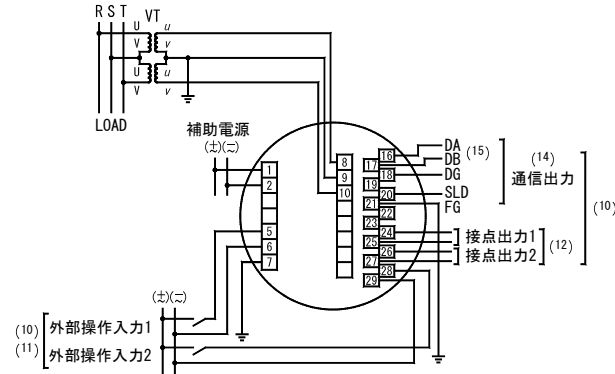 R S T VT
U u
V v
U u
V v
LOAD
補助電源
(±)(∓)
1
2
5
6
7
8
9
10
16
17
18
19
20
21
22
23
24
25
26
27
28
29
DA
DB
DG
SLD
FG
(15)
(14)
通信出力
(10)
接点出力1
接点出力2
(12)
(±)(∓)
(10)
(11)
外部操作入力1
外部操作入力2